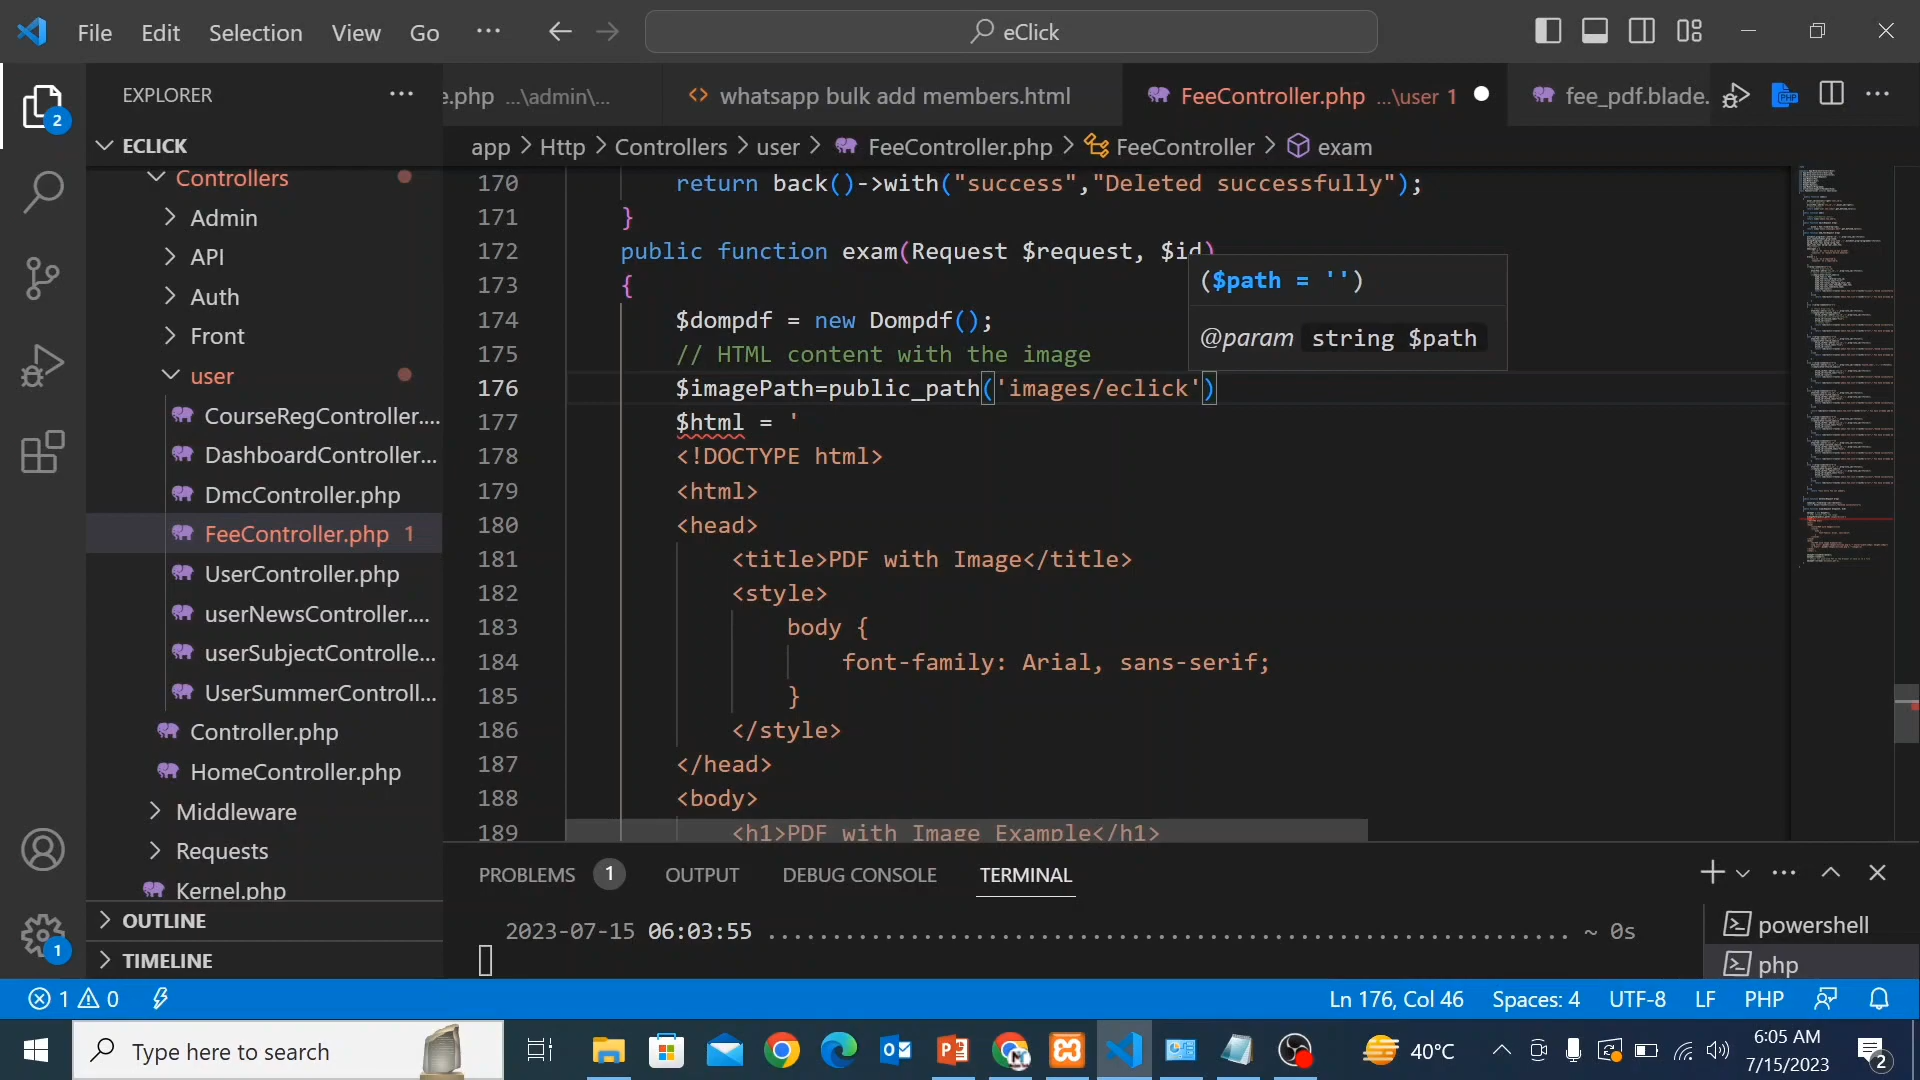 File Edit Selection View Go ··· eClick
EXPLORER
e.php ...\admin\...
whatsapp bulk add members.html
FeeController.php ...\user 1
fee_pdf.blade.
ECLICK
app > Http > Controllers > user > FeeController.php > FeeController > exam
Controllers
Admin
API
Auth
Front
user
CourseRegController....
DashboardController...
DmcController.php
FeeController.php 1
UserController.php
userNewsController....
userSubjectControlle...
UserSummerControll...
Controller.php
HomeController.php
Middleware
Requests
Kernel.php
OUTLINE
TIMELINE
170 return back()->with("success","Deleted successfully");
171 }
172 public function exam(Request $request, $id)
173 {
174 $dompdf = new Dompdf();
175 // HTML content with the image
176 $imagePath=public_path('images/eclick')
177 $html = '
178 <!DOCTYPE html>
179 <html>
180 <head>
181 <title>PDF with Image</title>
182 <style>
183 body {
184 font-family: Arial, sans-serif;
185 }
186 </style>
187 </head>
188 <body>
189 <h1>PDF with Image Example</h1>
($path = '')
@param string $path
PROBLEMS 1 OUTPUT DEBUG CONSOLE TERMINAL
2023-07-15 06:03:55 ........................................................ ~ 0s
powershell
php
2
1
1 0
Ln 176, Col 46 Spaces: 4 UTF-8 LF PHP
Type here to search
40°C
6:05 AM
7/15/2023
2